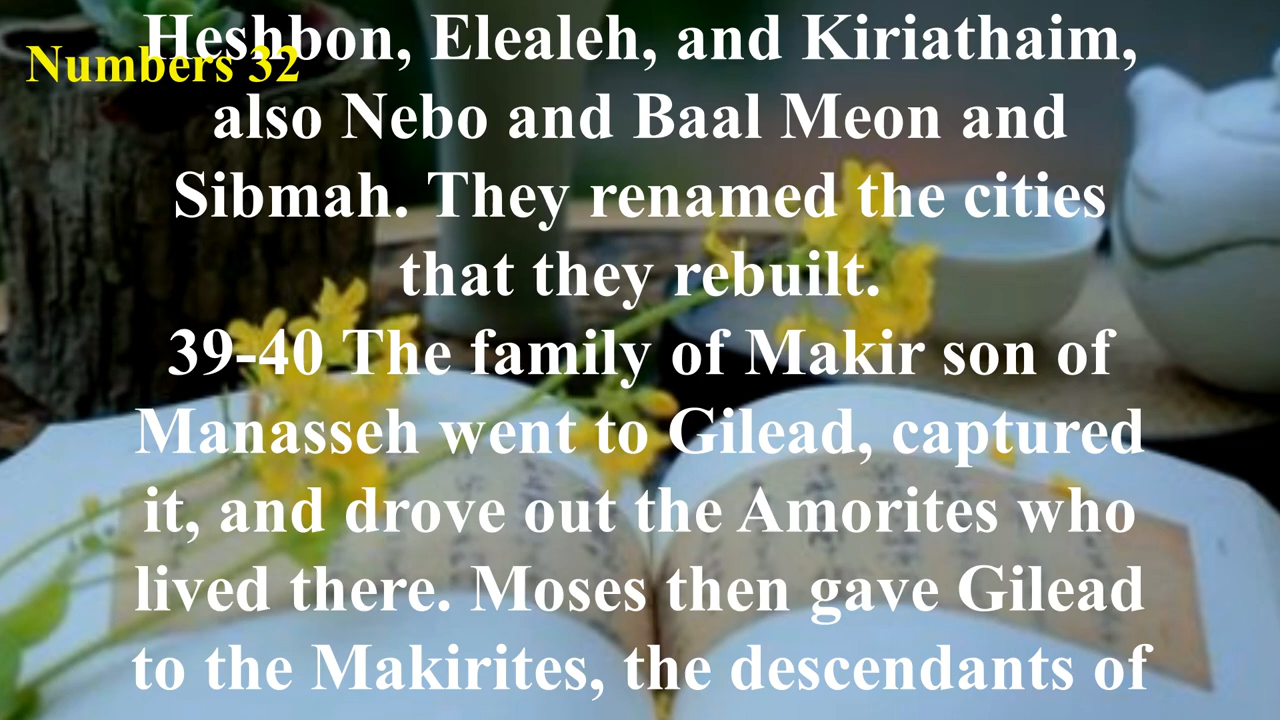 Numbers 32
Heshbon, Elealeh, and Kiriathaim,
also Nebo and Baal Meon and
Sibmah. They renamed the cities
that they rebuilt.
39-40 The family of Makir son of
Manasseh went to Gilead, captured
it, and drove out the Amorites who
lived there. Moses then gave Gilead
to the Makirites, the descendants of